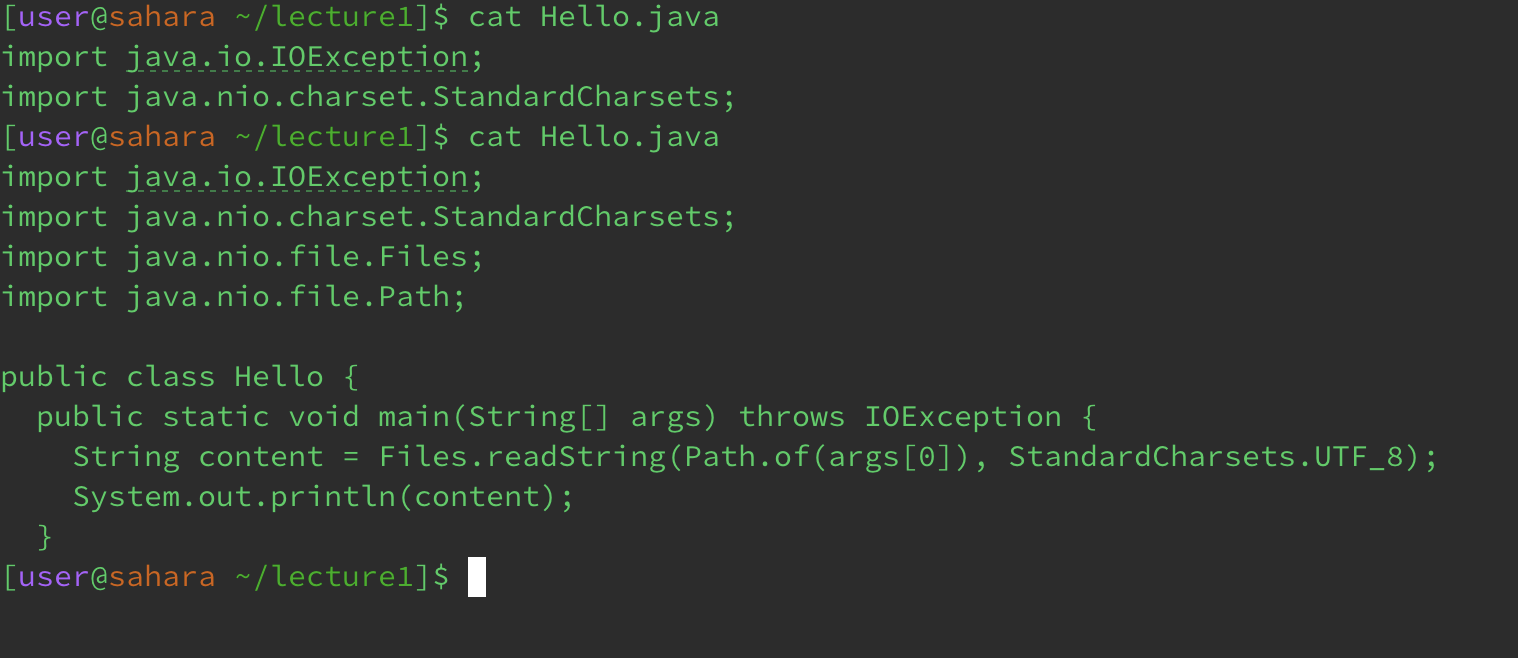 [user@sahara ~/lecture1]$ cat Hello.java
import java.io.IOException;
import java.nio.charset.StandardCharsets;
[user@sahara ~/lecture1]$ cat Hello.java
import java.io.IOException;
import java.nio.charset.StandardCharsets;
import java.nio.file.Files;
import java.nio.file.Path;

public class Hello {
  public static void main(String[] args) throws IOException {
    String content = Files.readString(Path.of(args[0]), StandardCharsets.UTF_8);
    System.out.println(content);
  }
[user@sahara ~/lecture1]$